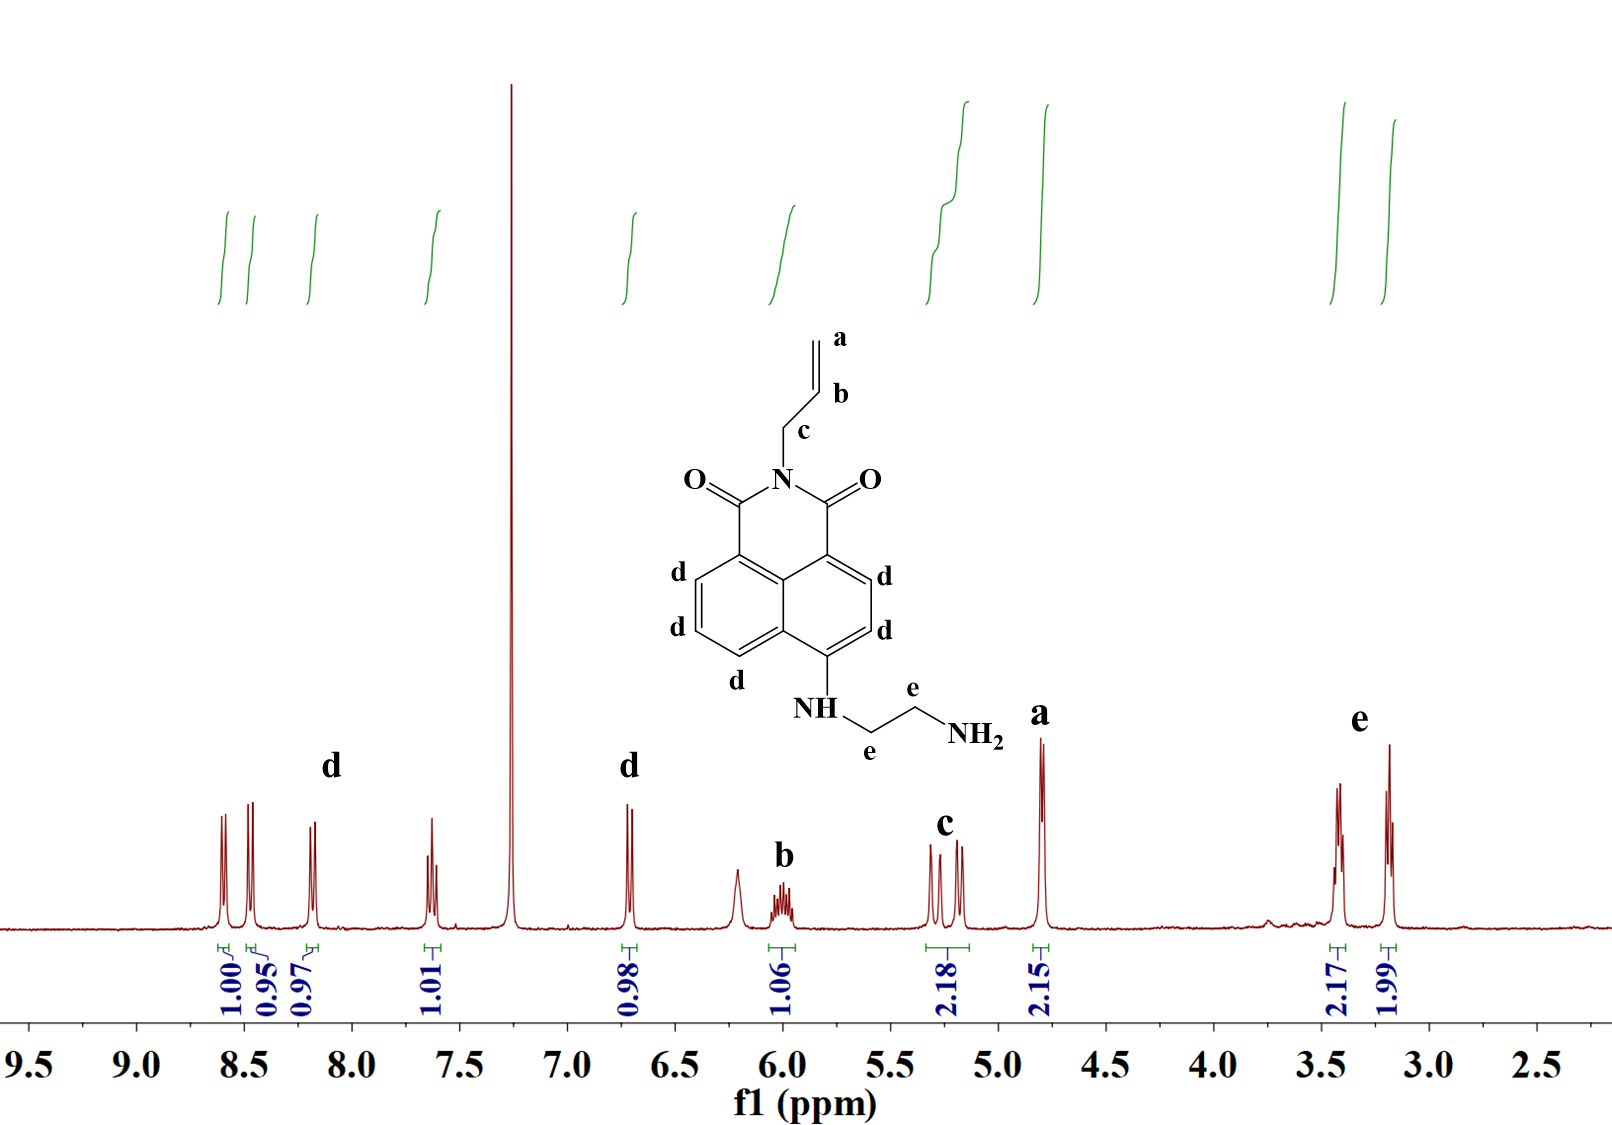 a
b
c
O N O
d d
d d
d
NH e
e NH2
d d b c a e
1.00 0.95 0.97 1.01 0.98 1.06 2.18 2.15 2.17 1.99
9.5 9.0 8.5 8.0 7.5 7.0 6.5 6.0 5.5 5.0 4.5 4.0 3.5 3.0 2.5
f1 (ppm)